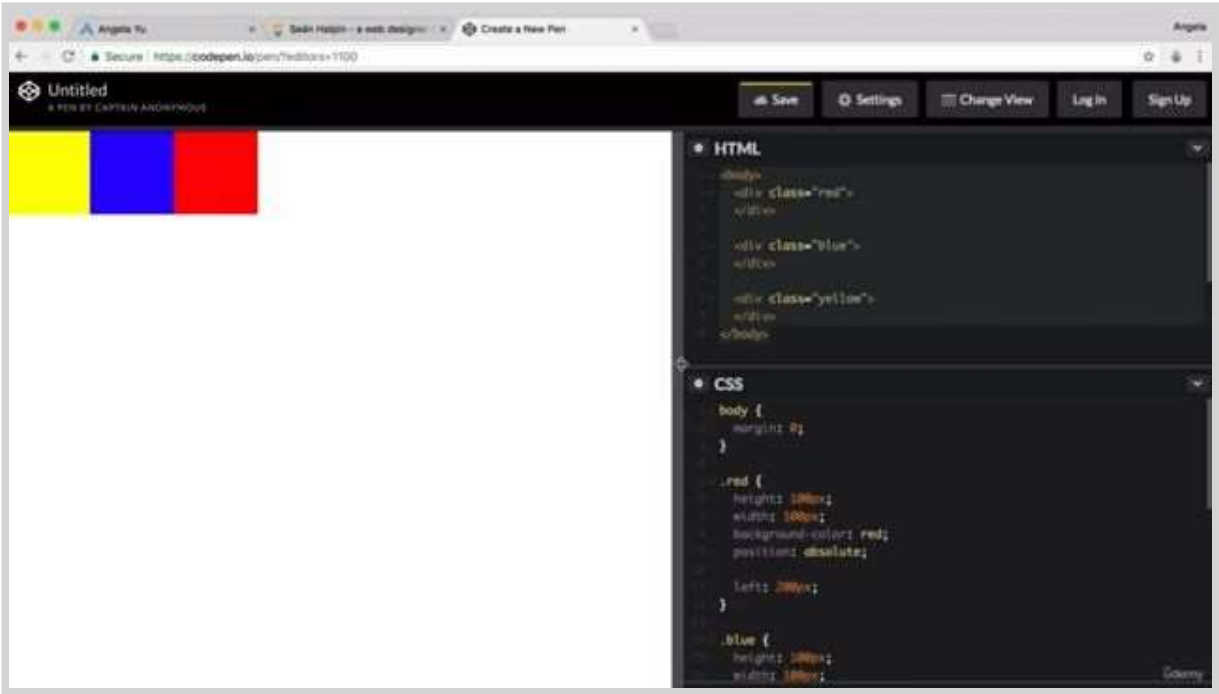 Angela Yu
Seán Halpin - a web designer
Create a New Pen
Angela
Secure https://codepen.io/pen/?editors=1100
Untitled
A PEN BY CAPTAIN ANONYMOUS
Save
Settings
Change View
Log In
Sign Up
HTML
<body>
<div class="red">
</div>
<div class="blue">
</div>
<div class="yellow">
</div>
</body>
CSS
body {
margin: 0;
}
.red {
height: 100px;
width: 100px;
background-color: red;
position: absolute;
left: 200px;
}
.blue {
height: 100px;
width: 100px;
Udemy